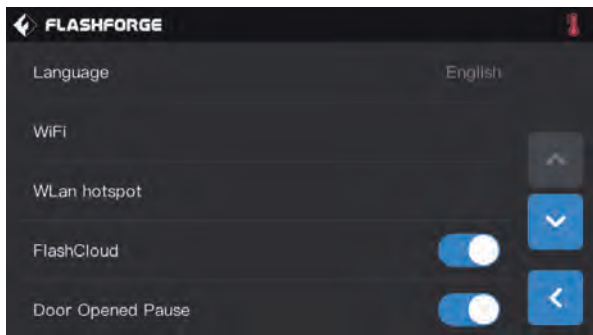 FLASHFORGE
Language English
WiFi
WLan hotspot
FlashCloud
Door Opened Pause